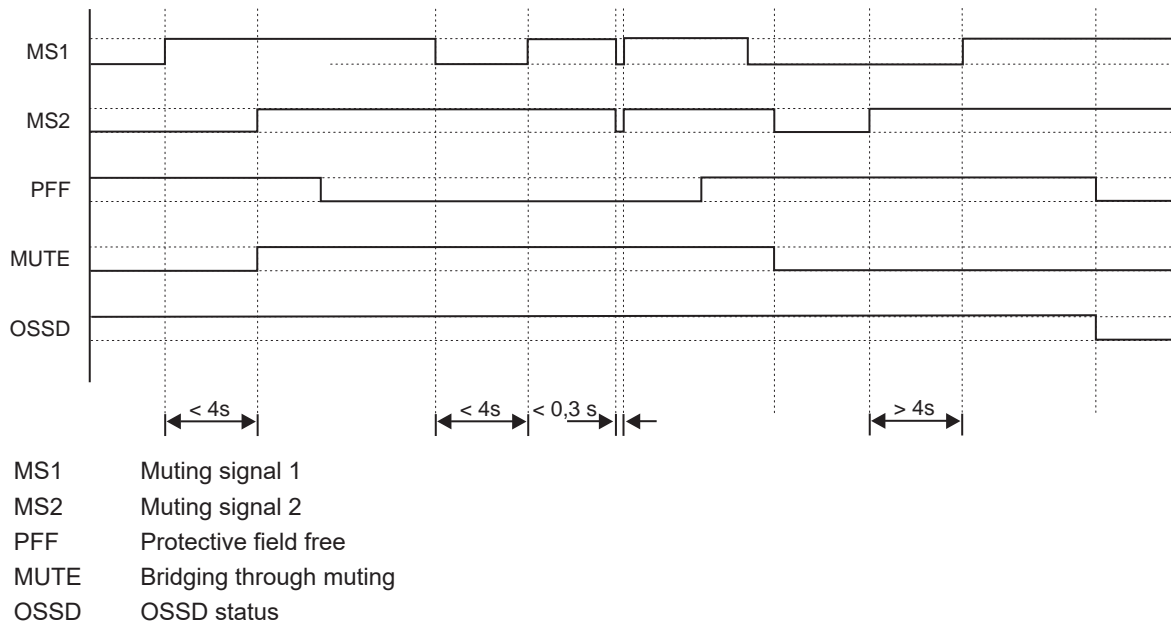 MS1
MS2
PFF
MUTE
OSSD
< 4s < 4s < 0,3 s > 4s
MS1 Muting signal 1
MS2 Muting signal 2
PFF Protective field free
MUTE Bridging through muting
OSSD OSSD status